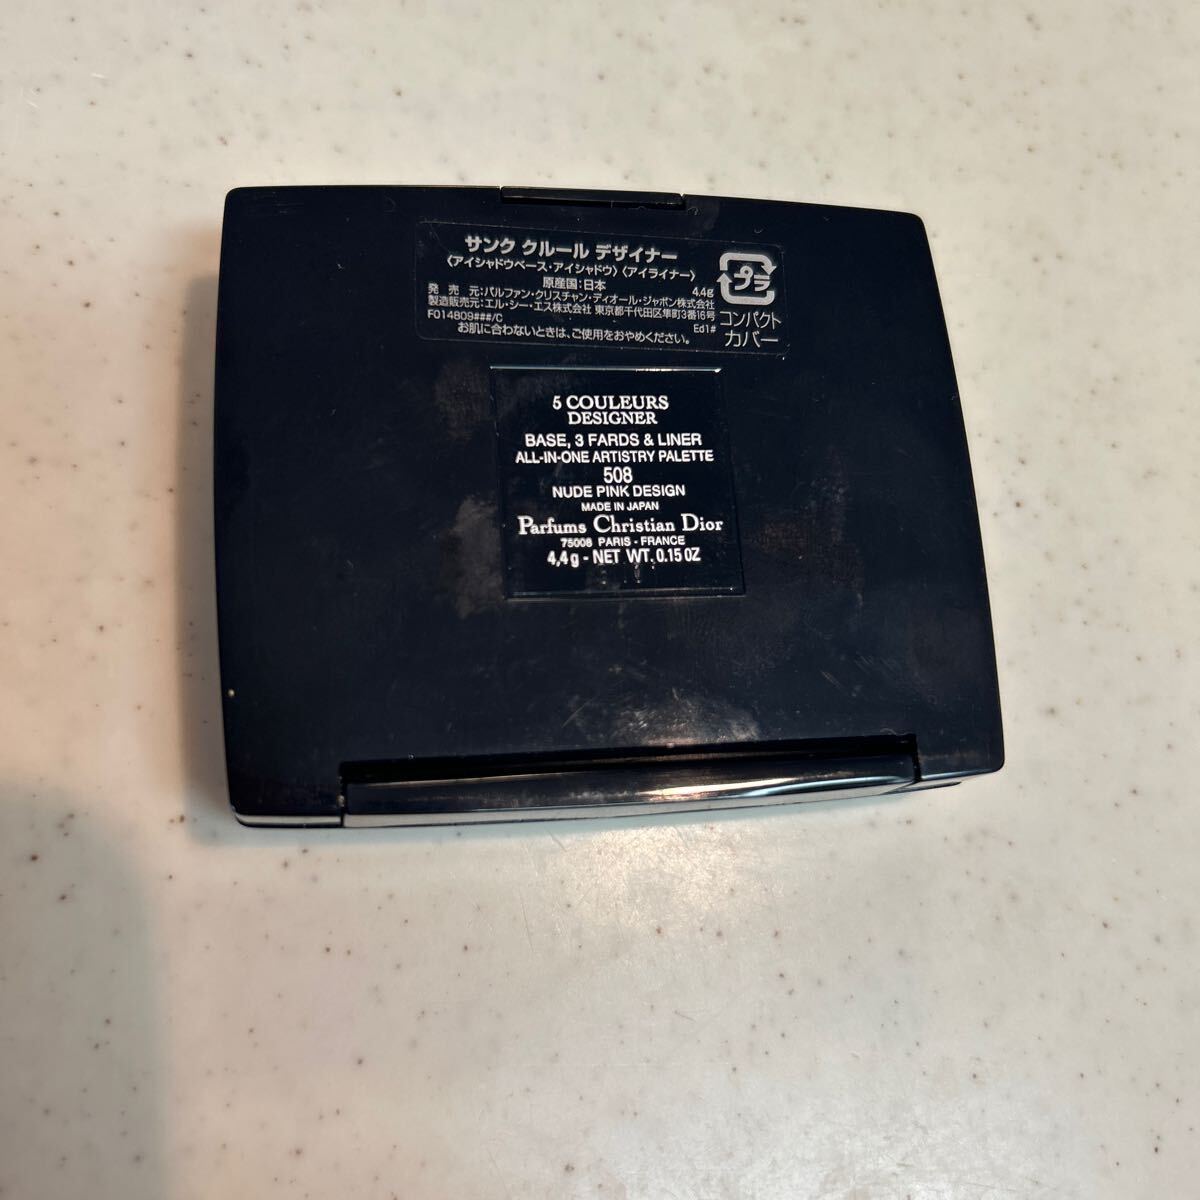 サンク クルール デザイナー
〈アイシャドウベース・アイシャドウ〉〈アイライナー〉
原産国:日本 4.4g
発 売 元:パルファン・クリスチャン・ディオール・ジャポン株式会社
製造販売元:エル・シー・エス株式会社 東京都千代田区隼町3番16号
F014809###/C Ed1#
お肌に合わないときは、ご使用をおやめください。
プラ
コンパクト
カバー
5 COULEURS
DESIGNER
BASE, 3 FARDS & LINER
ALL-IN-ONE ARTISTRY PALETTE
508
NUDE PINK DESIGN
MADE IN JAPAN
Parfums Christian Dior
75008 PARIS - FRANCE
4,4g - NET WT. 0.15 OZ